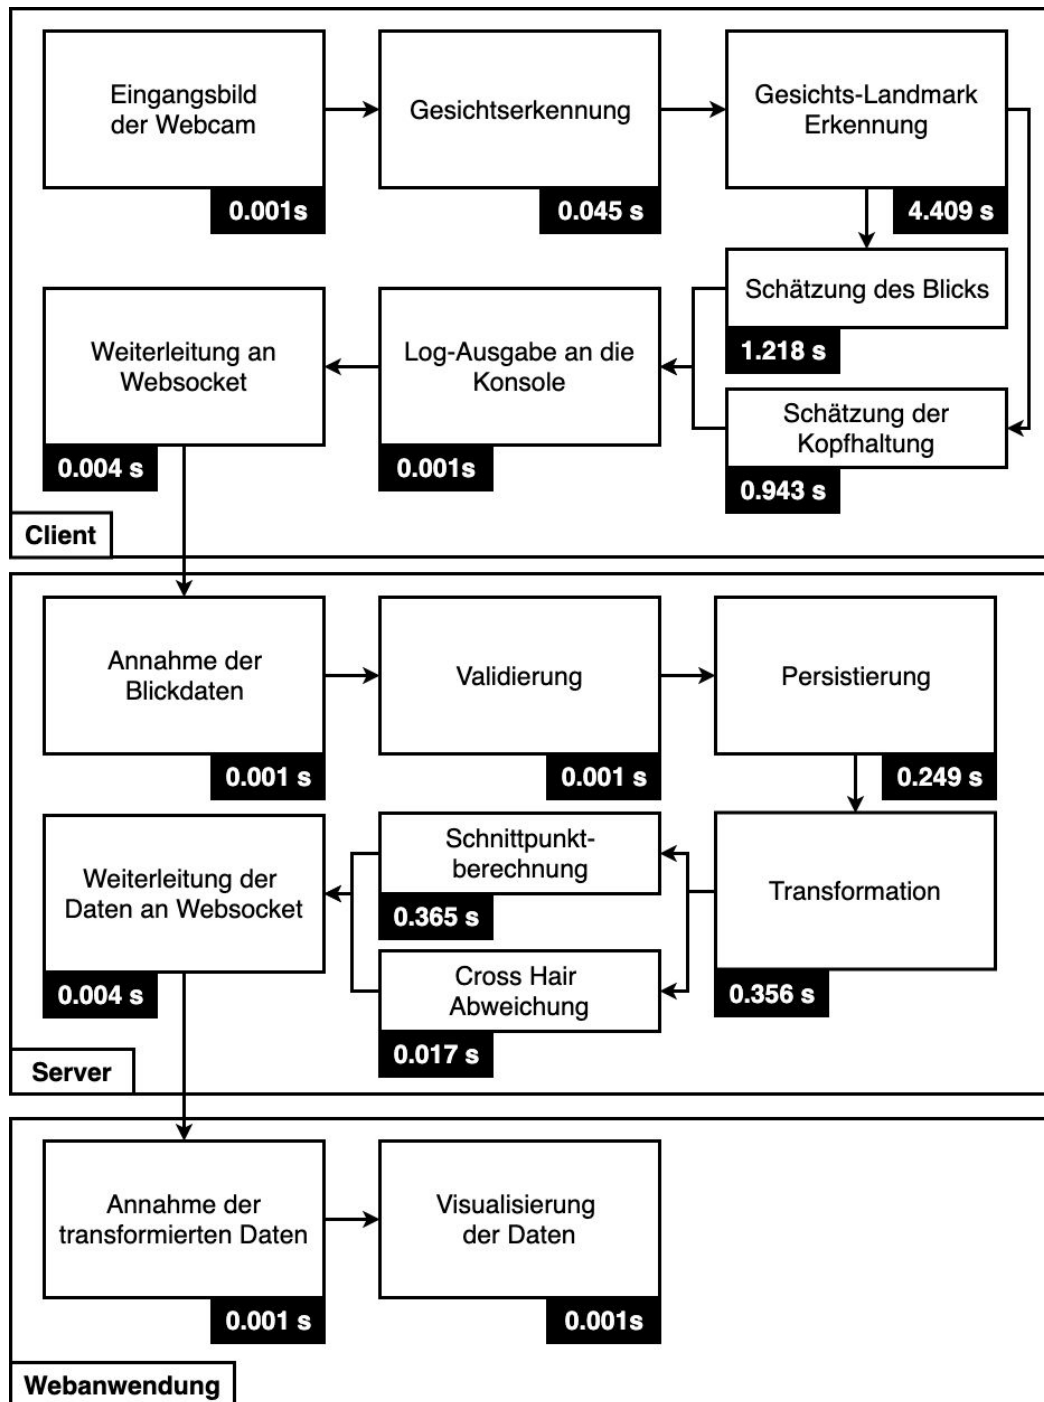 Eingangsbild
der Webcam
0.001s
Gesichtserkennung
0.045 s
Gesichts-Landmark
Erkennung
4.409 s
Schätzung des Blicks
1.218 s
Schätzung der
Kopfhaltung
0.943 s
Log-Ausgabe an die
Konsole
0.001s
Weiterleitung an
Websocket
0.004 s
Client
Annahme der
Blickdaten
0.001 s
Validierung
0.001 s
Persistierung
0.249 s
Transformation
0.356 s
Schnittpunkt-
berechnung
0.365 s
Cross Hair
Abweichung
0.017 s
Weiterleitung der
Daten an Websocket
0.004 s
Server
Annahme der
transformierten Daten
0.001 s
Visualisierung
der Daten
0.001s
Webanwendung